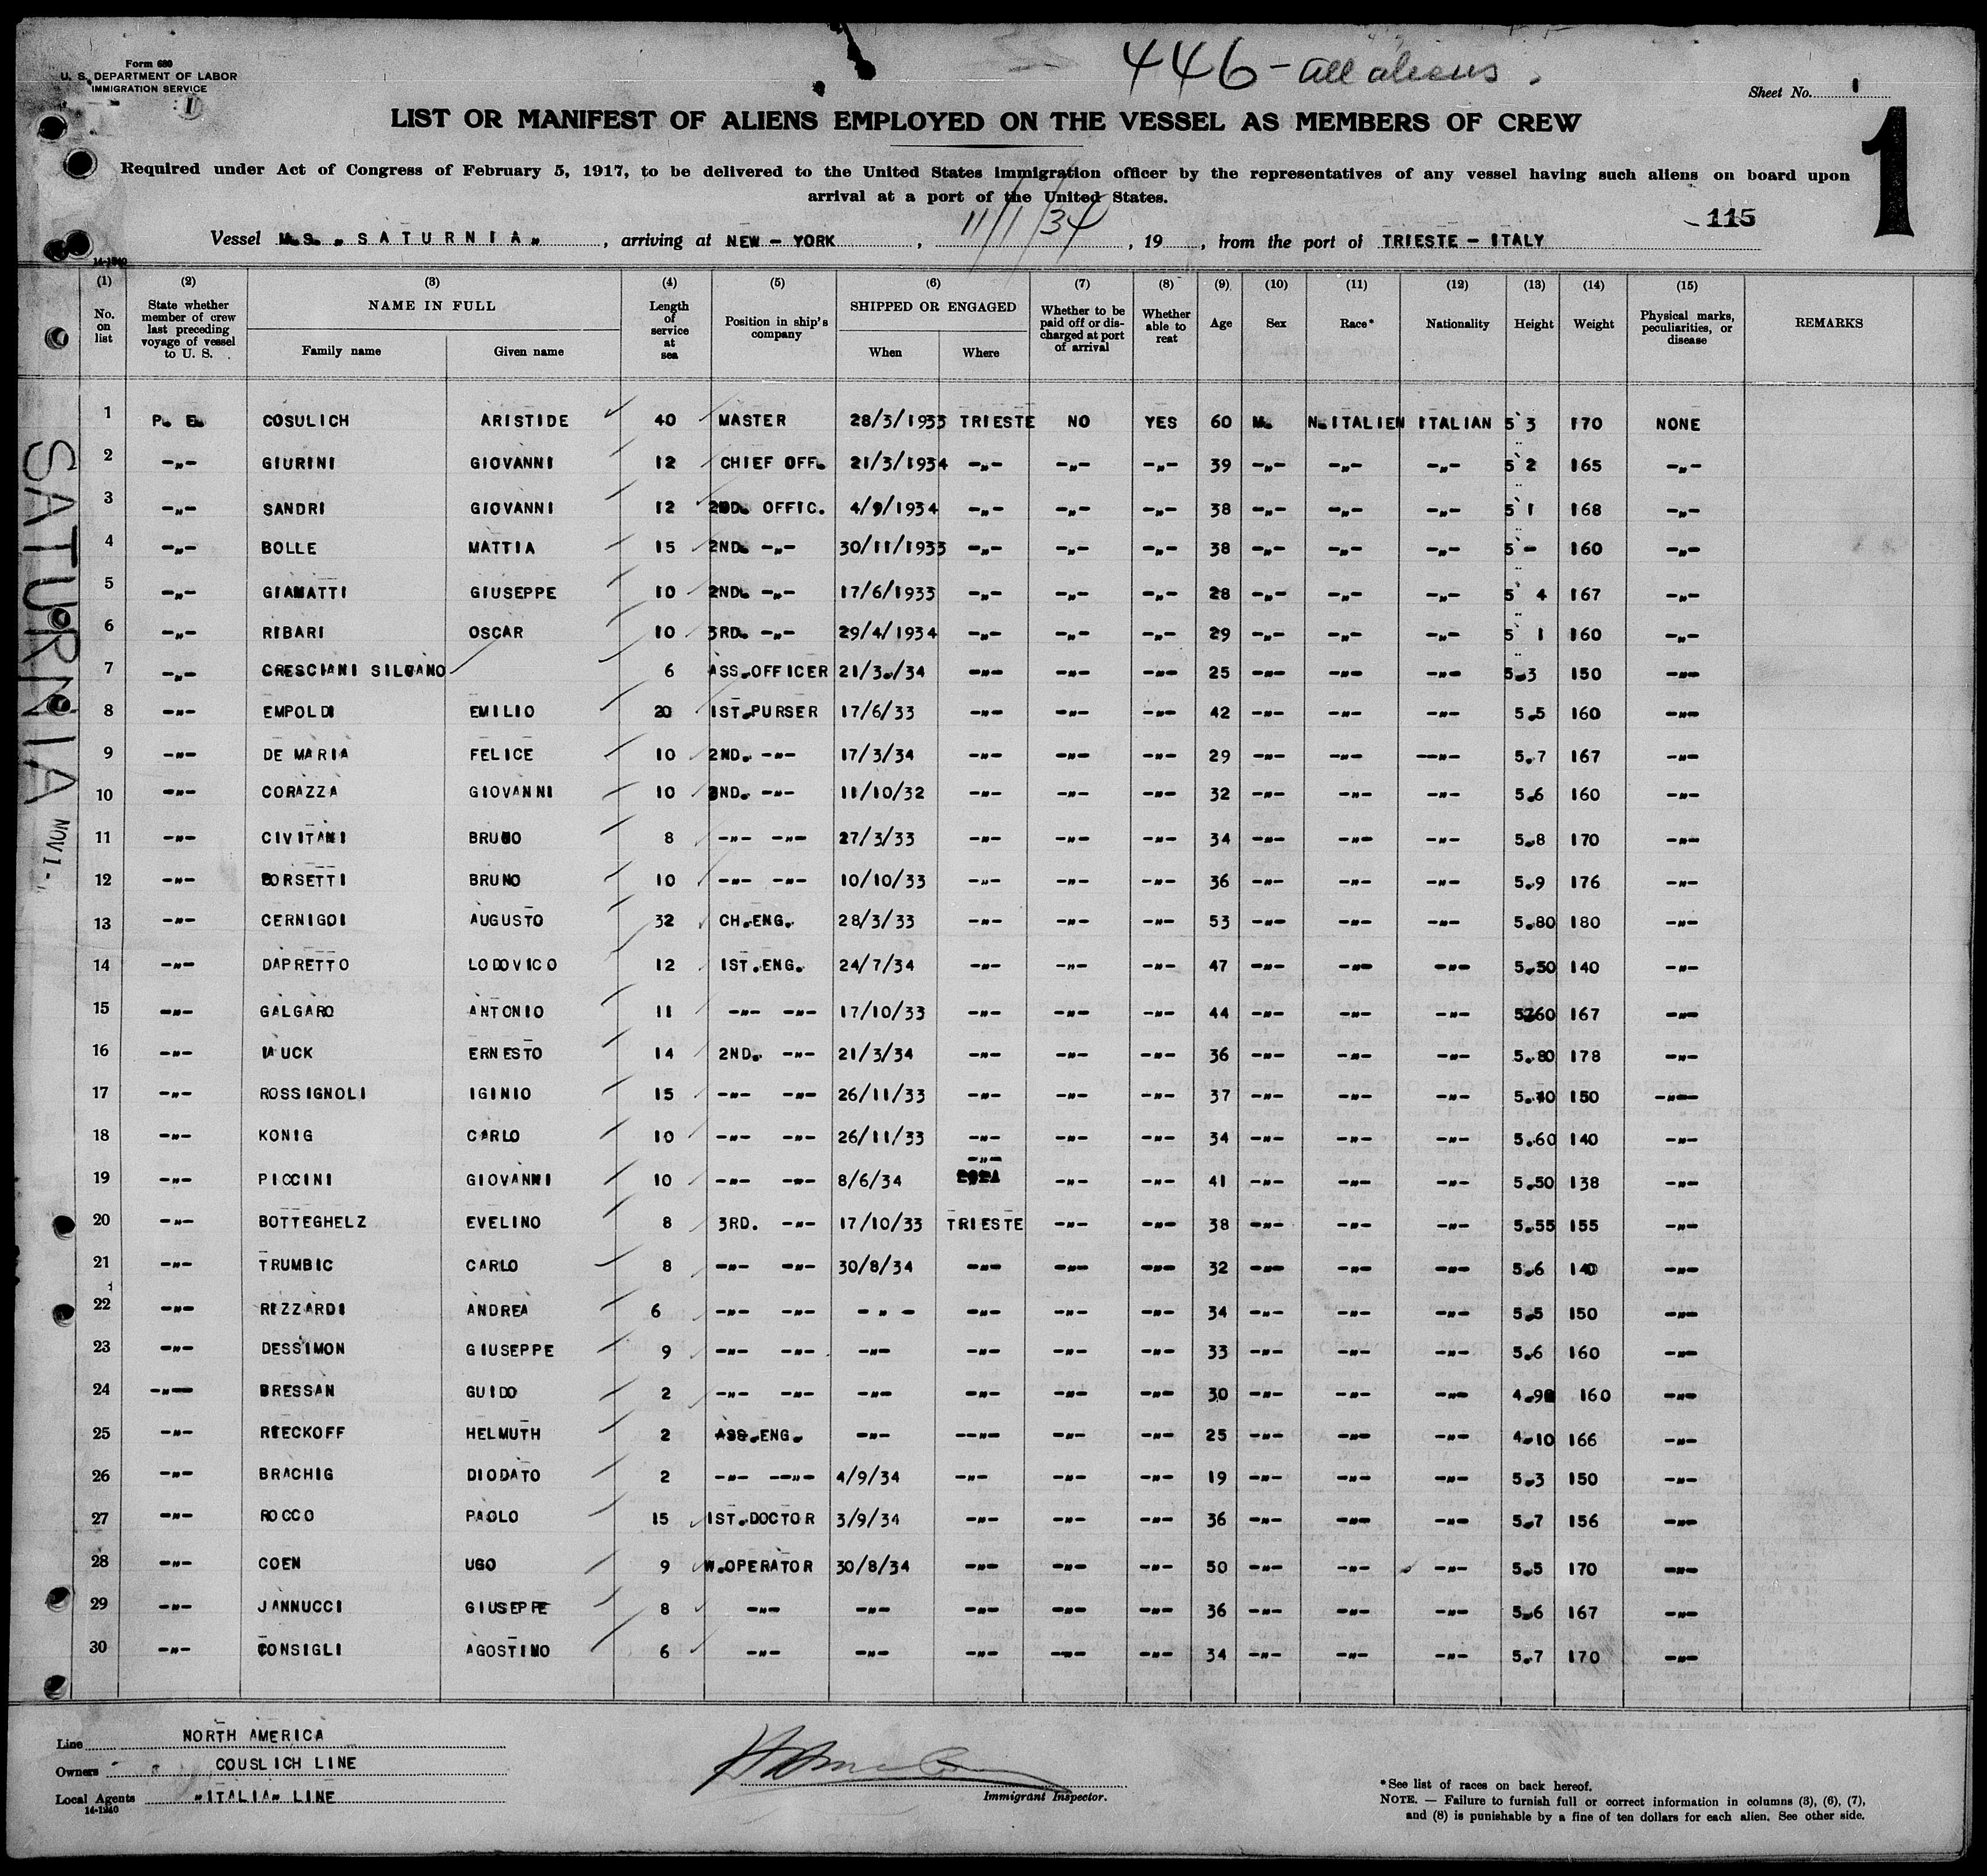 446 - all aliens.
Form 680
U. S. DEPARTMENT OF LABOR
IMMIGRATION SERVICE
Sheet No. 1
1
LIST OR MANIFEST OF ALIENS EMPLOYED ON THE VESSEL AS MEMBERS OF CREW
Required under Act of Congress of February 5, 1917, to be delivered to the United States immigration officer by the representatives of any vessel having such aliens on board upon
arrival at a port of the United States.
115
Vessel M.S. „SATURNIA„ , arriving at NEW - YORK , 11/1/34 , 19 , from the port of TRIESTE - ITALY
14-1240
(1) (2) (3) (4) (5) (6) (7) (8) (9) (10) (11) (12) (13) (14) (15)
No. on list
State whether member of crew last preceding voyage of vessel to U. S.
NAME IN FULL
Family name
Given name
Length of service at sea
Position in ship's company
SHIPPED OR ENGAGED
When
Where
Whether to be paid off or discharged at port of arrival
Whether able to reat
Age
Sex
Race*
Nationality
Height
Weight
Physical marks, peculiarities, or disease
REMARKS
1 P. E. COSULICH ARISTIDE 40 MASTER 28/3/1933 TRIESTE NO YES 60 M. N.ITALIEN ITALIAN 5 3 170 NONE
2 -„- GIURINI GIOVANNI 12 CHIEF OFF. 21/3/1934 -„- -„- -„- 39 -„- -„- -„- 5 2 165 -„-
3 -„- SANDRI GIOVANNI 12 2ND. OFFIC. 4/9/1934 -„- -„- -„- 38 -„- -„- -„- 5 1 168 -„-
4 -„- BOLLE MATTIA 15 2ND. -„- 30/11/1933 -„- -„- -„- 38 -„- -„- -„- 5 - 160 -„-
5 -„- GIAMATTI GIUSEPPE 10 2ND. -„- 17/6/1933 -„- -„- -„- 28 -„- -„- -„- 5 4 167 -„-
6 -„- RIBARI OSCAR 10 3RD. -„- 29/4/1934 -„- -„- -„- 29 -„- -„- -„- 5 1 160 -„-
7 -„- CRESCIANI SILVANO 6 ASS.OFFICER 21/3./34 -"- -"- -"- 25 -"- -"- -"- 5.3 150 -"-
8 -"- EMPOLDI EMILIO 20 1ST.PURSER 17/6/33 -"- -"- -"- 42 -"- -"- -"- 5.5 160 -"-
9 -"- DE MARIA FELICE 10 2ND. -"- 17/3/34 -"- -"- -"- 29 -"- -"- -"- 5.7 167 -"-
10 -"- CORAZZA GIOVANNI 10 2ND. -"- 11/10/32 -"- -"- -"- 32 -"- -"- -"- 5.6 160 -"-
11 -"- CIVITANI BRUNO 8 -"- -"- 27/3/33 -"- -"- -"- 34 -"- -"- -"- 5.8 170 -"-
12 -"- BORSETTI BRUNO 10 -"- -"- 10/10/33 -"- -"- -"- 36 -"- -"- -"- 5.9 176 -"-
13 -"- CERNIGOI AUGUSTO 32 CH.ENG. 28/3/33 -"- -"- -"- 53 -"- -"- -"- 5.80 180 -"-
14 -"- DAPRETTO LODOVICO 12 1ST.ENG. 24/7/34 -"- -"- -"- 47 -"- -"- -"- 5.50 140 -"-
15 -"- GALGARO ANTONIO 11 -"- -"- 17/10/33 -"- -"- -"- 44 -"- -"- -"- 5.60 167 -"-
16 -"- MUCK ERNESTO 14 2ND. -"- 21/3/34 -"- -"- -"- 36 -"- -"- -"- 5.80 178 -"-
17 -"- ROSSIGNOLI IGINIO 15 -"- -"- 26/11/33 -"- -"- -"- 37 -"- -"- -"- 5.40 150 -"-
18 -"- KONIG CARLO 10 -"- -"- 26/11/33 -"- -"- -"- 34 -"- -"- -"- 5.60 140 -"-
19 -"- PICCINI GIOVANNI 10 -"- -"- 8/6/34 -"- -"- -"- 41 -"- -"- -"- 5.50 138 -"-
20 -"- BOTTEGHELZ EVELINO 8 3RD. -"- 17/10/33 TRIESTE -"- -"- 38 -"- -"- -"- 5.55 155 -"-
21 -"- TRUMBIC CARLO 8 -"- -"- 30/8/34 -"- -"- -"- 32 -"- -"- -"- 5.6 140 -"-
22 -"- RIZZARDI ANDREA 6 -"- -"- - " - -"- -"- -"- 34 -"- -"- -"- 5.5 150 -"-
23 -"- DESSIMON GIUSEPPE 9 -"- -"- -"- -"- -"- -"- 33 -"- -"- -"- 5.6 160 -"-
24 -"- BRESSAN GUIDO 2 -"- -"- -"- -"- -"- -"- 30 -"- -"- -"- 4.90 160 -"-
25 -"- RIECKOFF HELMUTH 2 ASS.ENG. -"- -"- -"- -"- 25 -"- -"- -"- 4.10 166 -"-
26 -"- BRACHIG DIODATO 2 -"- -"- 4/9/34 -"- -"- -"- 19 -"- -"- -"- 5.3 150 -"-
27 -"- ROCCO PAOLO 15 1ST.DOCTOR 3/9/34 -"- -"- -"- 36 -"- -"- -"- 5.7 156 -"-
28 -"- COEN UGO 9 W.OPERATOR 30/8/34 -"- -"- -"- 50 -"- -"- -"- 5.5 170 -"-
29 -"- JANNUCCI GIUSEPPE 8 -"- -"- -"- -"- -"- 36 -"- -"- -"- 5.6 167 -"-
30 -"- CONSIGLI AGOSTINO 6 -"- -"- -"- -"- -"- 34 -"- -"- -"- 5.7 170 -"-
SATURNIA NOV 1 -
Line NORTH AMERICA
Owners COUSLICH LINE
Local Agents „ITALIA„ LINE
14-1240
Immigrant Inspector.
*See list of races on back hereof.
NOTE. — Failure to furnish full or correct information in columns (3), (6), (7),
and (8) is punishable by a fine of ten dollars for each alien. See other side.